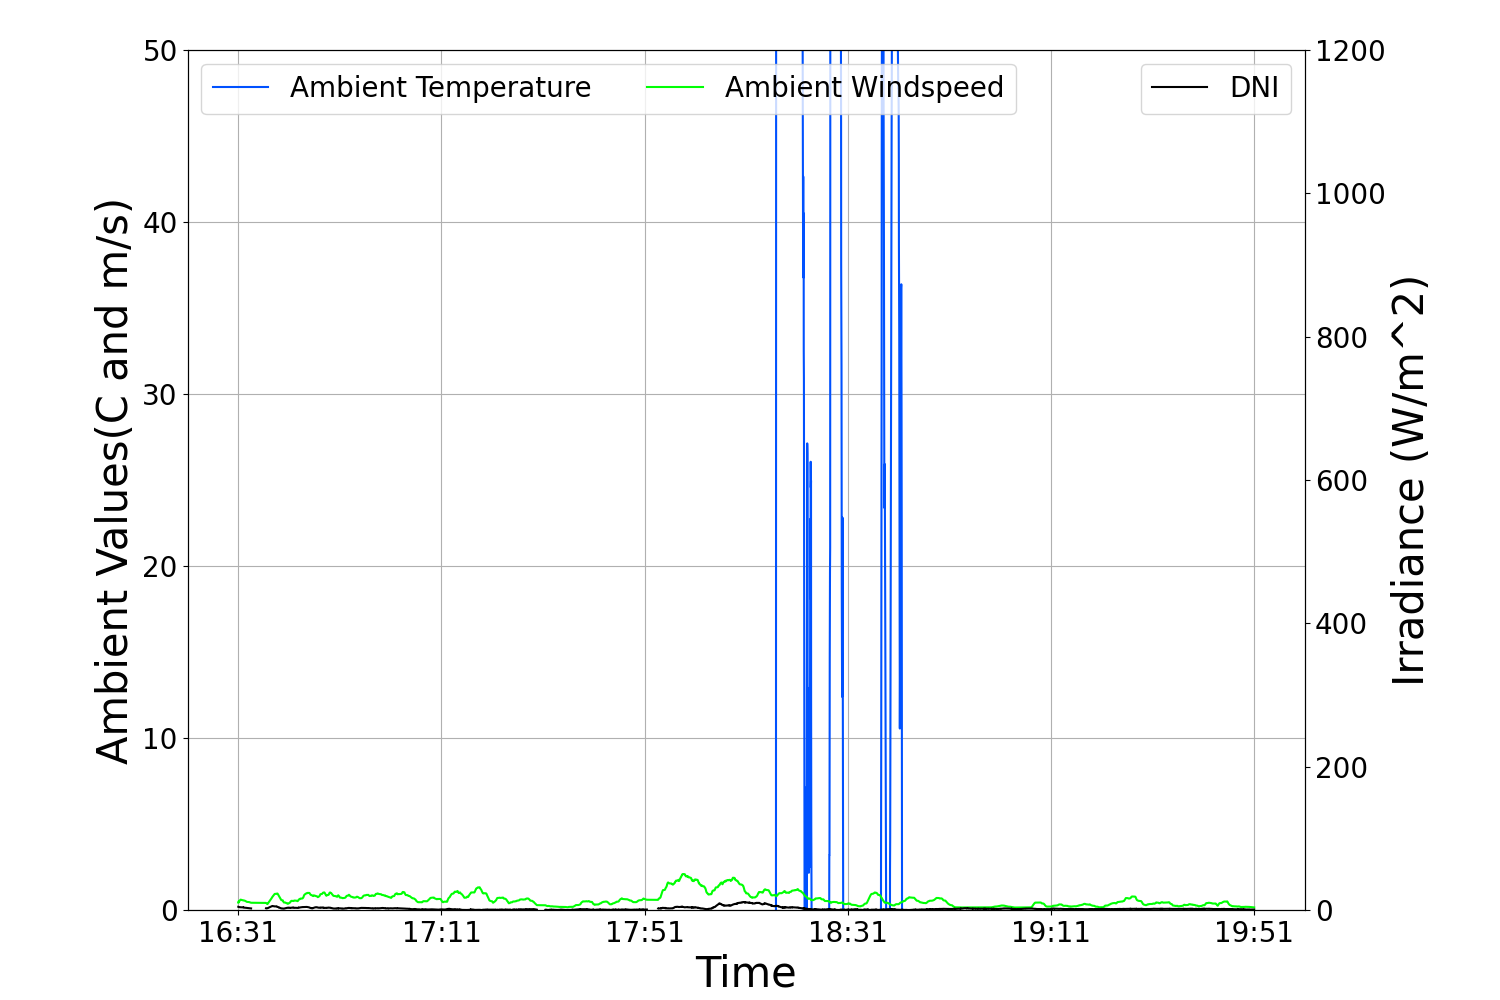 Ambient Temperature Ambient Windspeed DNI
50
40
30
20
10
0
Ambient Values(C and m/s)
1200
1000
800
600
400
200
0
Irradiance (W/m^2)
16:31 17:11 17:51 18:31 19:11 19:51
Time